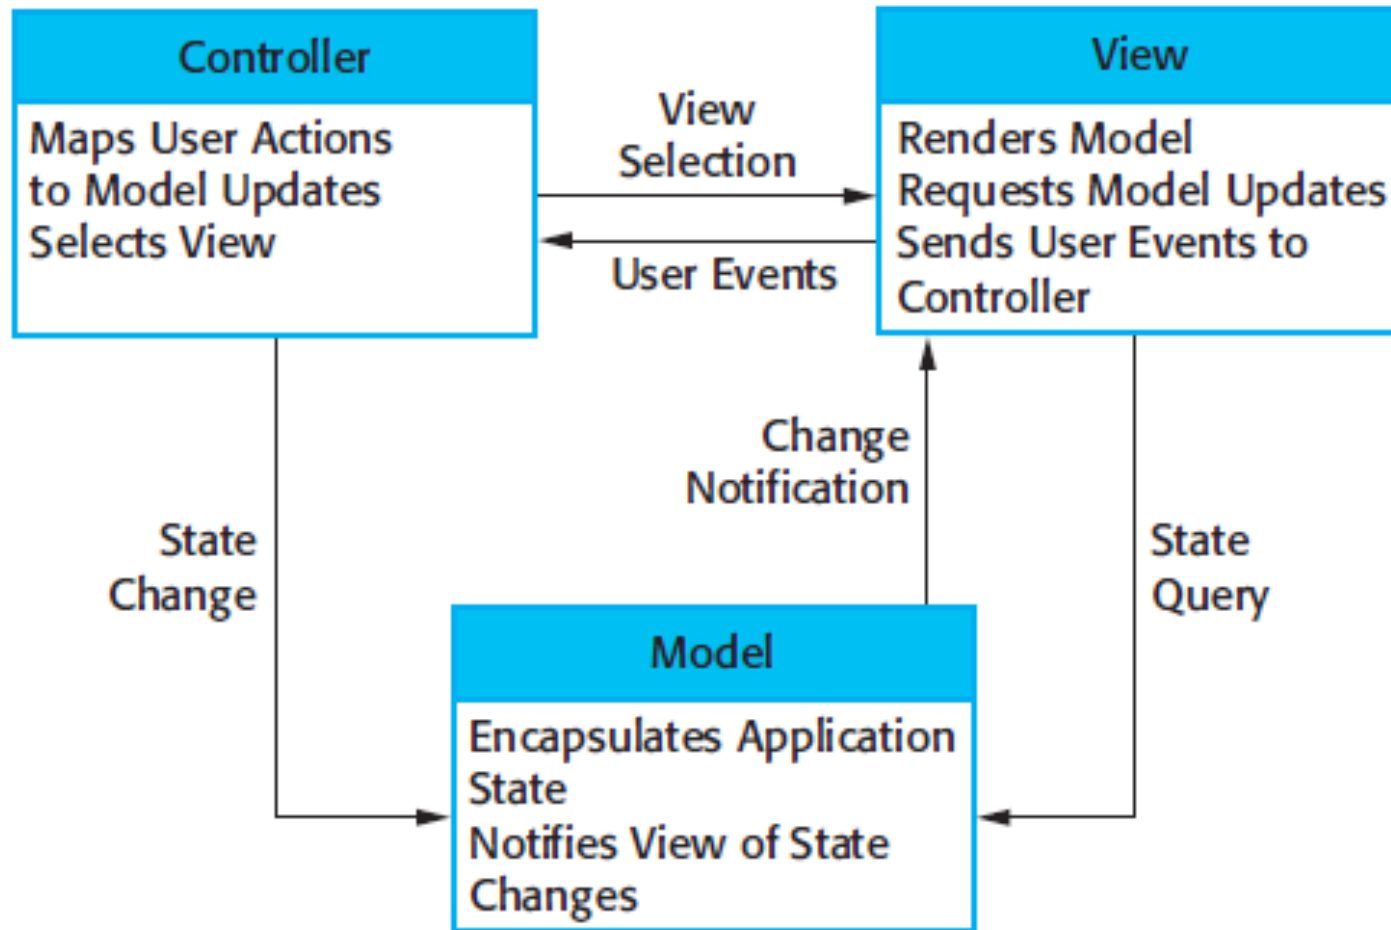 Controller
Maps User Actions
to Model Updates
Selects View
View
Selection
User Events
View
Renders Model
Requests Model Updates
Sends User Events to
Controller
Change
Notification
State
Change
State
Query
Model
Encapsulates Application
State
Notifies View of State
Changes